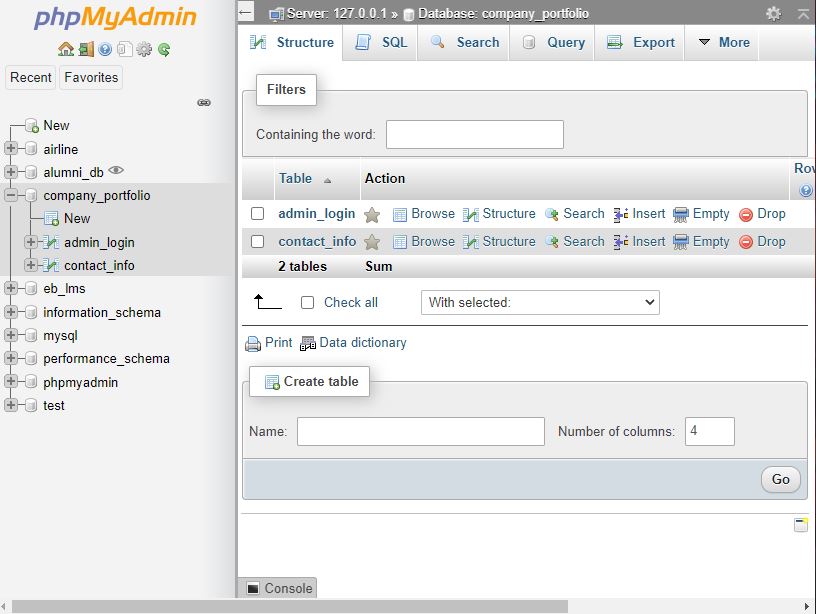 phpMyAdmin
Recent Favorites
New
airline
alumni_db
company_portfolio
New
admin_login
contact_info
eb_lms
information_schema
mysql
performance_schema
phpmyadmin
test
Server: 127.0.0.1 » Database: company_portfolio
Structure SQL Search Query Export More
Filters
Containing the word:
Table Action Rov
admin_login Browse Structure Search Insert Empty Drop
contact_info Browse Structure Search Insert Empty Drop
2 tables Sum
Check all With selected:
Print Data dictionary
Create table
Name: Number of columns: 4
Go
Console